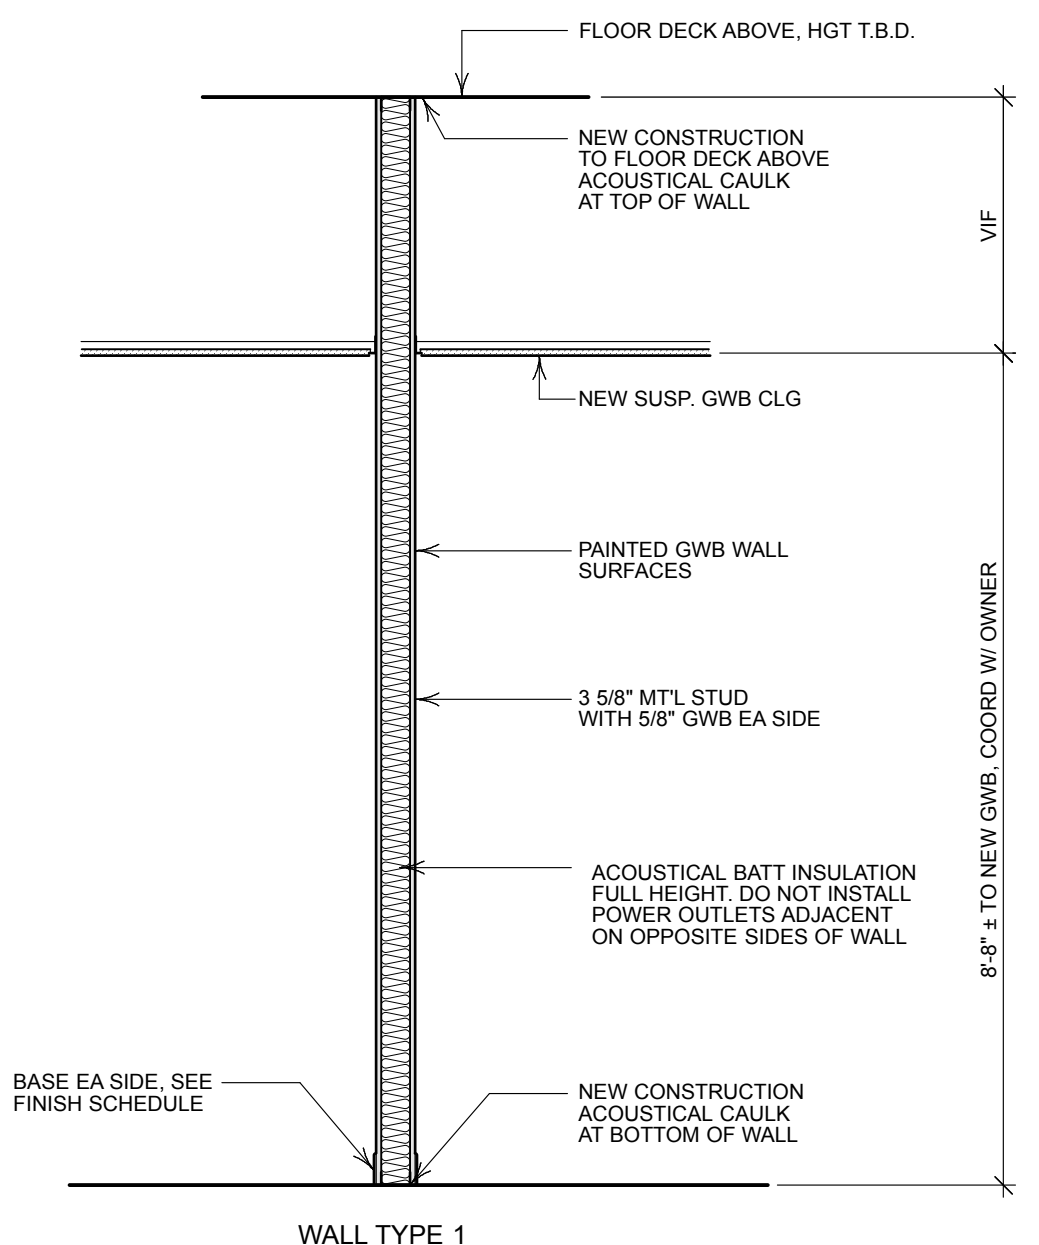 FLOOR DECK ABOVE, HGT T.B.D.
NEW CONSTRUCTION
TO FLOOR DECK ABOVE
ACOUSTICAL CAULK
AT TOP OF WALL
VIF
NEW SUSP. GWB CLG
PAINTED GWB WALL
SURFACES
3 5/8" MT'L STUD
WITH 5/8" GWB EA SIDE
8'-8" ± TO NEW GWB, COORD W/ OWNER
ACOUSTICAL BATT INSULATION
FULL HEIGHT. DO NOT INSTALL
POWER OUTLETS ADJACENT
ON OPPOSITE SIDES OF WALL
BASE EA SIDE, SEE
FINISH SCHEDULE
NEW CONSTRUCTION
ACOUSTICAL CAULK
AT BOTTOM OF WALL
WALL TYPE 1